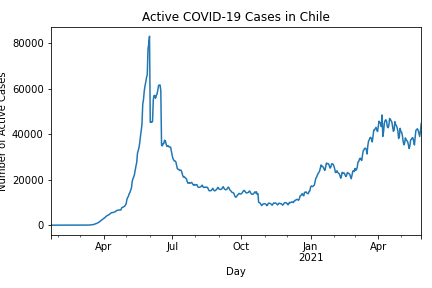 Active COVID-19 Cases in Chile
80000
60000
40000
20000
0
Number of Active Cases
Apr
Jul
Oct
Jan
2021
Apr
Day